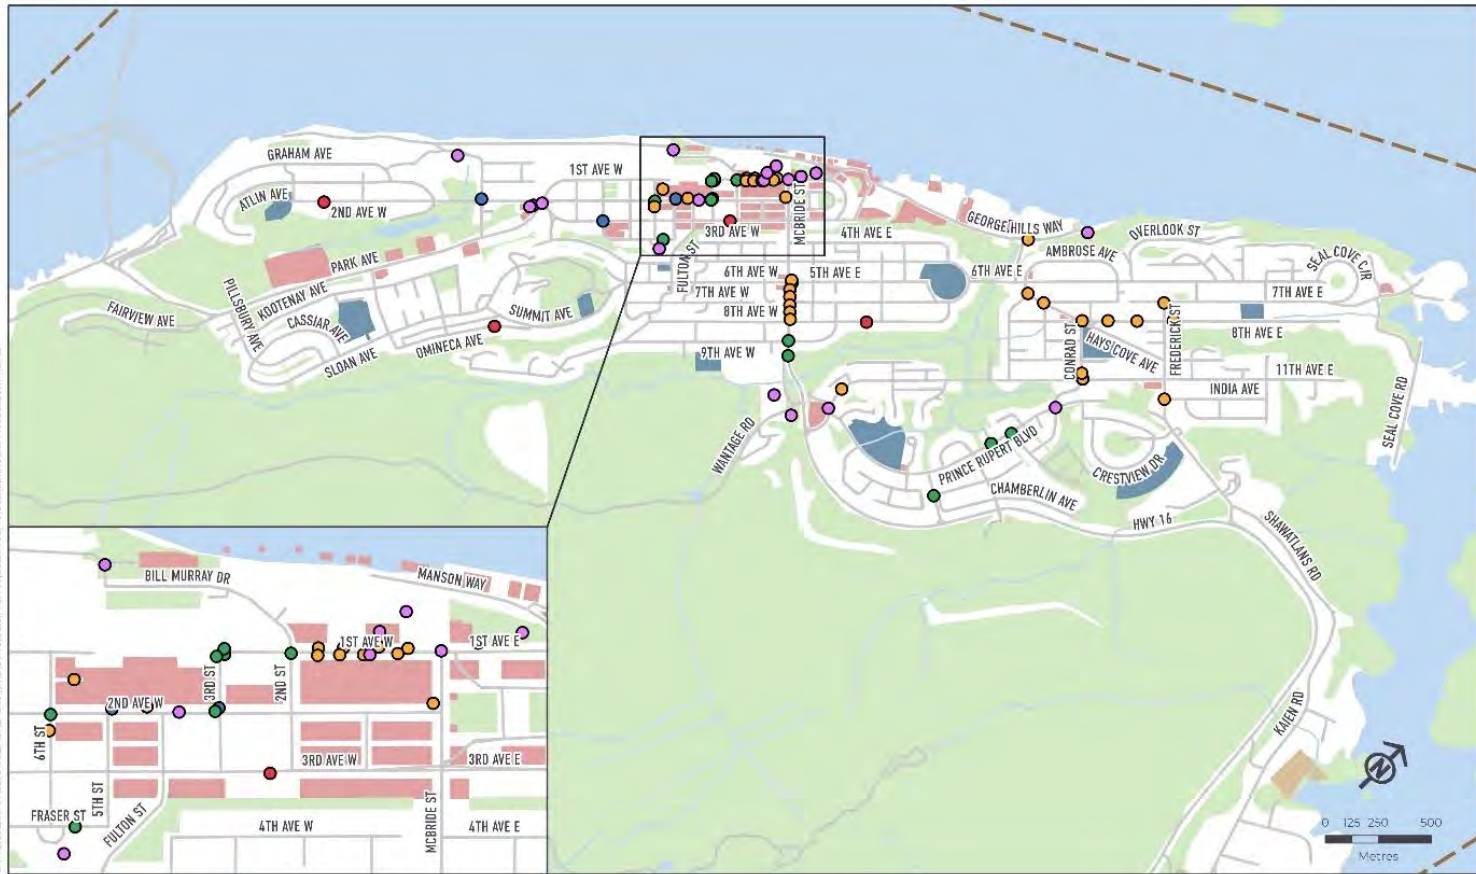 GRAHAM AVE
1ST AVE W
ATLIN AVE
2ND AVE W
3RD AVE W
MCBRIDE ST
4TH AVE E
GEORGE HILLS WAY
OVERLOOK ST
AMBROSE AVE
SEAL COVE CIR
PARK AVE
FULTON ST
6TH AVE W
5TH AVE E
6TH AVE E
KOOTENAY AVE
PILLSBURY AVE
7TH AVE W
7TH AVE E
FAIRVIEW AVE
CASSIAR AVE
SUMMIT AVE
8TH AVE W
FREDERICK ST
8TH AVE E
SLOAN AVE
OMINECA AVE
9TH AVE W
CONRAD ST
HAYS COVE AVE
11TH AVE E
INDIA AVE
SEAL COVE RD
WANTAGE RD
PRINCE RUPERT BLVD
CRESTVIEW DR
CHAMBERLIN AVE
HWY 16
SHAWATLANS RD
KAIEN RD
BILL MURRAY DR
MANSON WAY
1ST AVE W
1ST AVE E
3RD ST
2ND ST
2ND AVE W
6TH ST
3RD AVE W
3RD AVE E
5TH ST
FULTON ST
FRASER ST
4TH AVE W
MCBRIDE ST
4TH AVE E
N
0 125 250 500
Metres